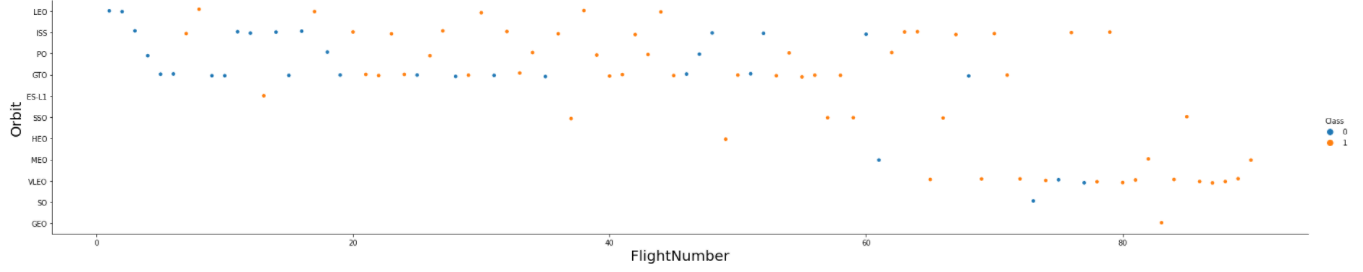 LEO
ISS
PO
GTO
ES-L1
SSO
HEO
MEO
VLEO
SO
GEO
Orbit
0 20 40 60 80
FlightNumber
Class
0
1